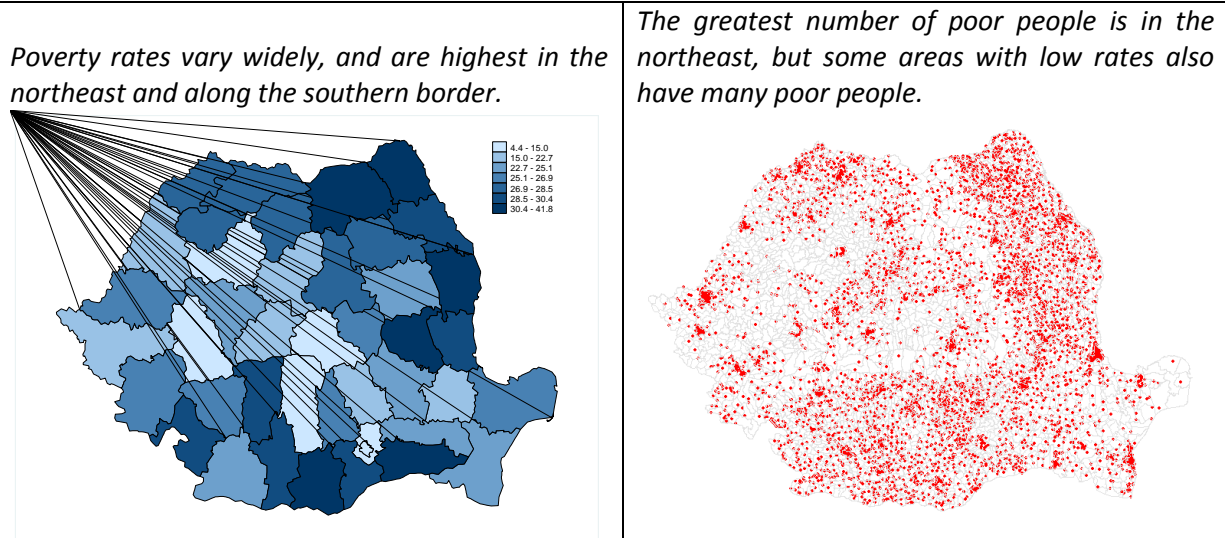 Poverty rates vary widely, and are highest in the
northeast and along the southern border.
4.4 - 15.0
15.0 - 22.7
22.7 - 25.1
25.1 - 26.9
26.9 - 28.5
28.5 - 30.4
30.4 - 41.8
The greatest number of poor people is in the
northeast, but some areas with low rates also
have many poor people.